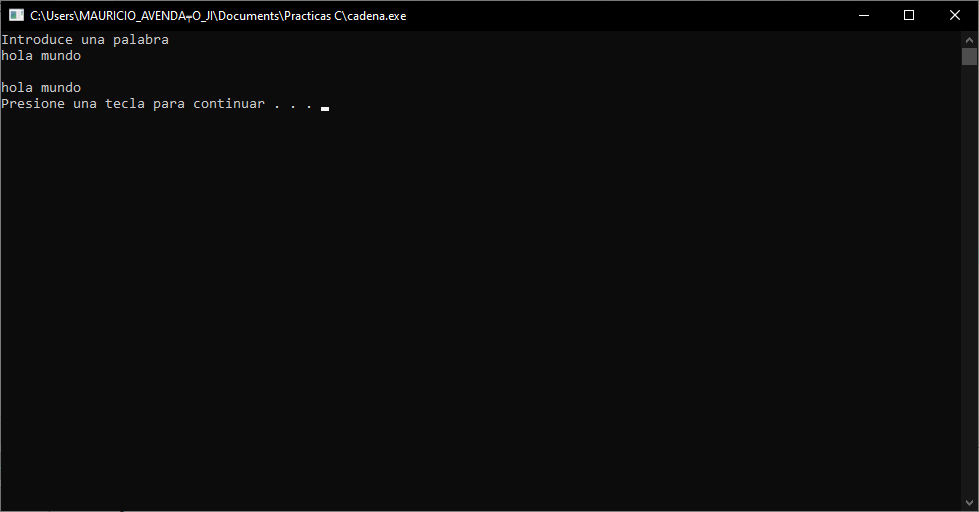 C:\Users\MAURICIO_AVENDA╤O_JI\Documents\Practicas C\cadena.exe
Introduce una palabra
hola mundo
hola mundo
Presione una tecla para continuar . . .